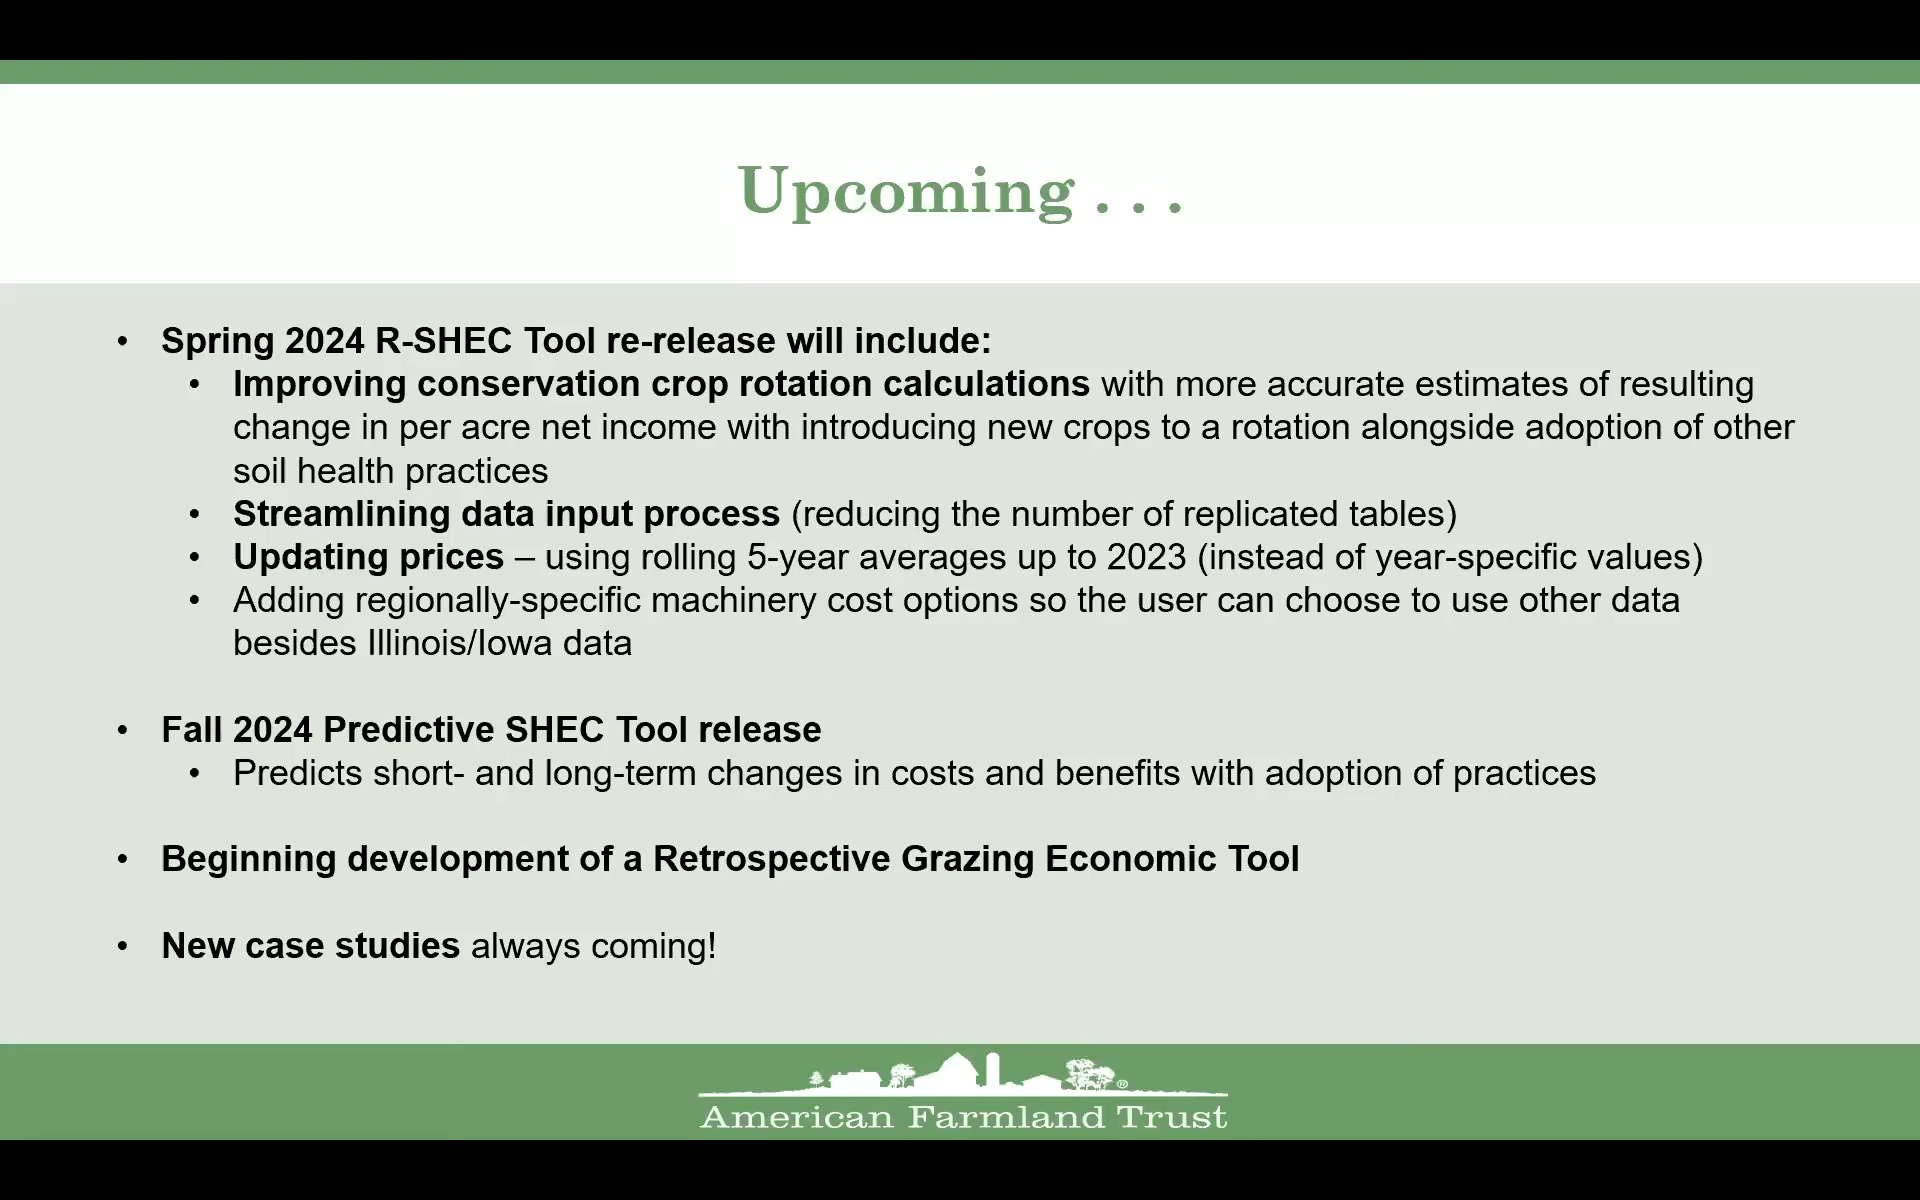 Upcoming . . .
• Spring 2024 R-SHEC Tool re-release will include:
• Improving conservation crop rotation calculations with more accurate estimates of resulting
change in per acre net income with introducing new crops to a rotation alongside adoption of other
soil health practices
• Streamlining data input process (reducing the number of replicated tables)
• Updating prices – using rolling 5-year averages up to 2023 (instead of year-specific values)
• Adding regionally-specific machinery cost options so the user can choose to use other data
besides Illinois/Iowa data
• Fall 2024 Predictive SHEC Tool release
• Predicts short- and long-term changes in costs and benefits with adoption of practices
• Beginning development of a Retrospective Grazing Economic Tool
• New case studies always coming!
®
American Farmland Trust